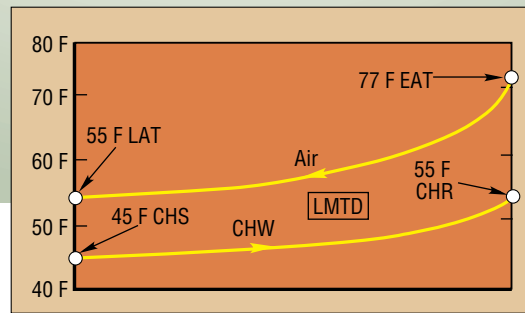 80 F
70 F
60 F
50 F
40 F
77 F EAT
55 F LAT
Air
55 F
CHR
LMTD
45 F CHS
CHW